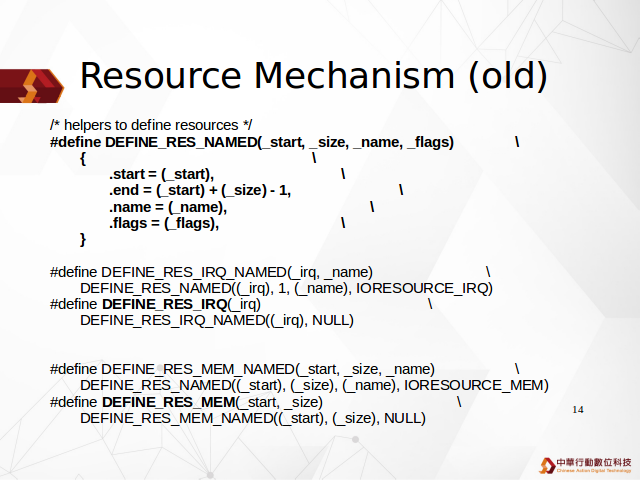 Resource Mechanism (old)
/* helpers to define resources */
#define DEFINE_RES_NAMED(_start, _size, _name, _flags) \
{ \
.start = (_start), \
.end = (_start) + (_size) - 1, \
.name = (_name), \
.flags = (_flags), \
}
#define DEFINE_RES_IRQ_NAMED(_irq, _name) \
DEFINE_RES_NAMED((_irq), 1, (_name), IORESOURCE_IRQ)
#define DEFINE_RES_IRQ(_irq) \
DEFINE_RES_IRQ_NAMED((_irq), NULL)
#define DEFINE_RES_MEM_NAMED(_start, _size, _name) \
DEFINE_RES_NAMED((_start), (_size), (_name), IORESOURCE_MEM)
#define DEFINE_RES_MEM(_start, _size) \
DEFINE_RES_MEM_NAMED((_start), (_size), NULL)
14
中華行動數位科技
Chinese Action Digital Technology